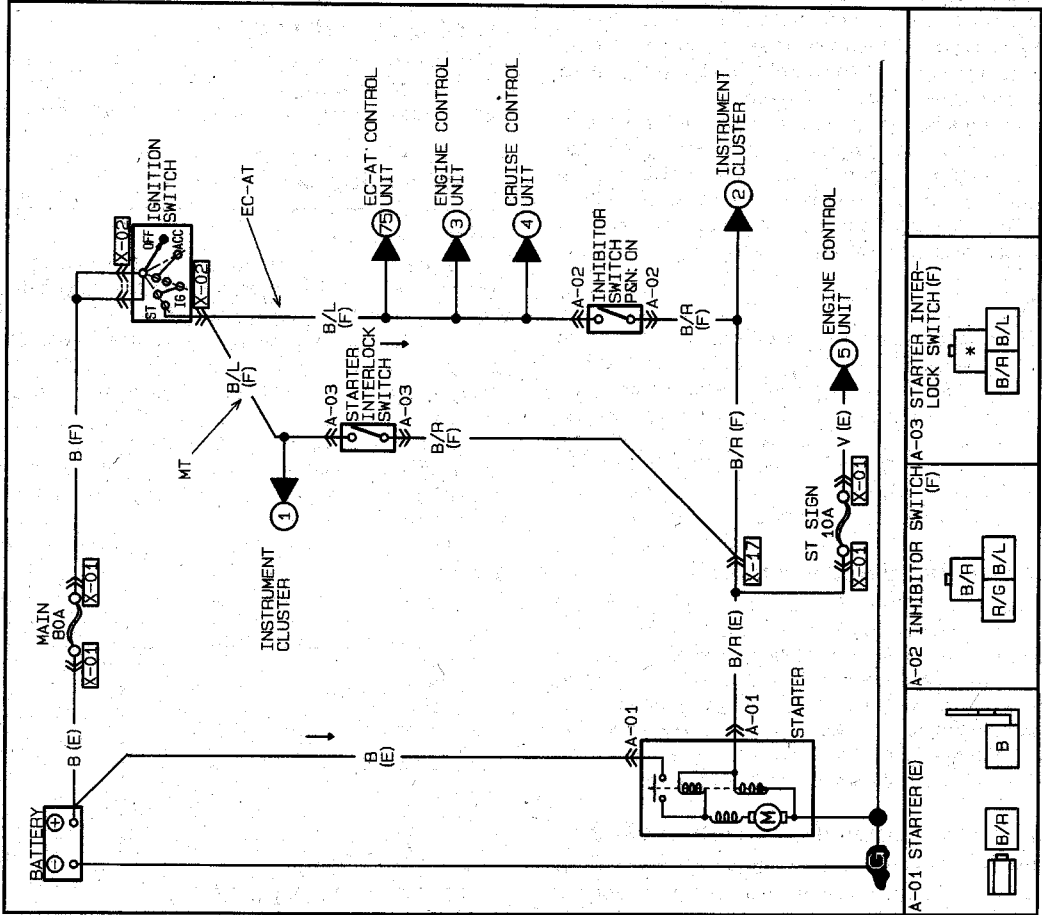 BATTERY
B (E)
MAIN
80A
X-01
X-01
B (F)
X-02
OFF
ACC
IG
ST
X-02
IGNITION
SWITCH
MT
B/L
(F)
EC-AT
INSTRUMENT
CLUSTER
1
A-03
STARTER
INTERLOCK
SWITCH
A-03
B/R
(F)
B/L
(F)
75
EC-AT CONTROL
UNIT
3
ENGINE CONTROL
UNIT
4
CRUISE CONTROL
UNIT
A-02
INHIBITOR
SWITCH
P&N: ON
A-02
B/R
(F)
B
(E)
A-01
M
A-01
STARTER
B/R (E)
X-17
B/R (F)
2
INSTRUMENT
CLUSTER
X-01
ST SIGN
10A
X-01
V (E)
5
ENGINE CONTROL
UNIT
G
A-01 STARTER (E)
B/R
B
A-02 INHIBITOR SWITCH
(F)
B/R
R/G B/L
A-03 STARTER INTER-
LOCK SWITCH (F)
*
B/R B/L